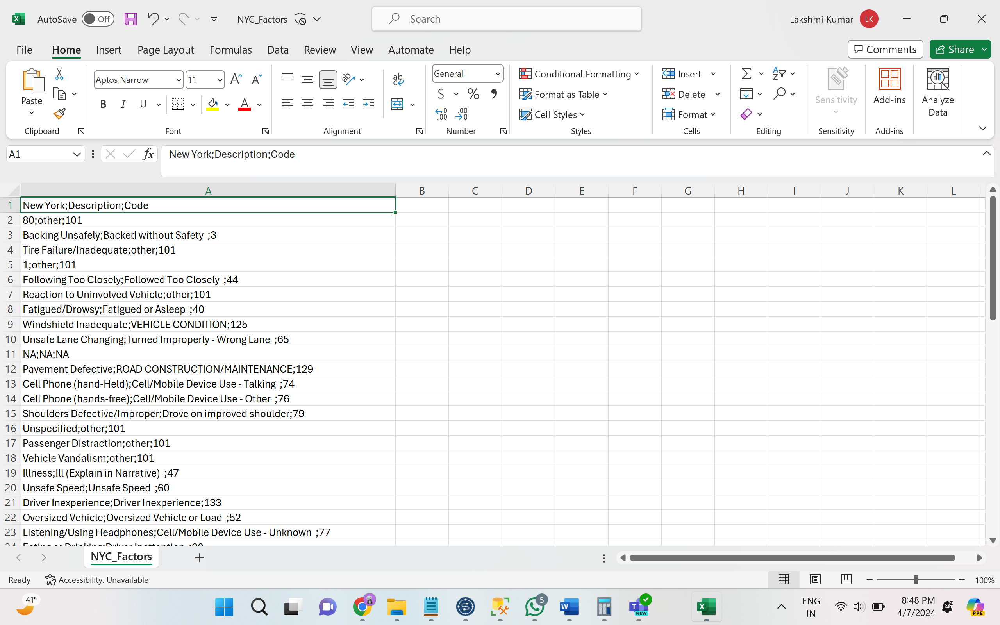 AutoSave Off NYC_Factors Search Lakshmi Kumar LK
File Home Insert Page Layout Formulas Data Review View Automate Help Comments Share
Paste
Aptos Narrow 11
B I U A
ab
c
General
$ % 9
.00 .00
Conditional Formatting
Format as Table
Cell Styles
Insert
Delete
Format
Sensitivity
Add-ins
Analyze
Data
Clipboard Font Alignment Number Styles Cells Editing Sensitivity Add-ins
A1 fx New York;Description;Code
A B C D E F G H I J K L
1 New York;Description;Code
2 80;other;101
3 Backing Unsafely;Backed without Safety ;3
4 Tire Failure/Inadequate;other;101
5 1;other;101
6 Following Too Closely;Followed Too Closely ;44
7 Reaction to Uninvolved Vehicle;other;101
8 Fatigued/Drowsy;Fatigued or Asleep ;40
9 Windshield Inadequate;VEHICLE CONDITION;125
10 Unsafe Lane Changing;Turned Improperly - Wrong Lane ;65
11 NA;NA;NA
12 Pavement Defective;ROAD CONSTRUCTION/MAINTENANCE;129
13 Cell Phone (hand-Held);Cell/Mobile Device Use - Talking ;74
14 Cell Phone (hands-free);Cell/Mobile Device Use - Other ;76
15 Shoulders Defective/Improper;Drove on improved shoulder;79
16 Unspecified;other;101
17 Passenger Distraction;other;101
18 Vehicle Vandalism;other;101
19 Illness;Ill (Explain in Narrative) ;47
20 Unsafe Speed;Unsafe Speed ;60
21 Driver Inexperience;Driver Inexperience;133
22 Oversized Vehicle;Oversized Vehicle or Load ;52
23 Listening/Using Headphones;Cell/Mobile Device Use - Unknown ;77
NYC_Factors
Ready Accessibility: Unavailable 100%
41° 5 NEW ENG
IN
8:48 PM
4/7/2024
PRE